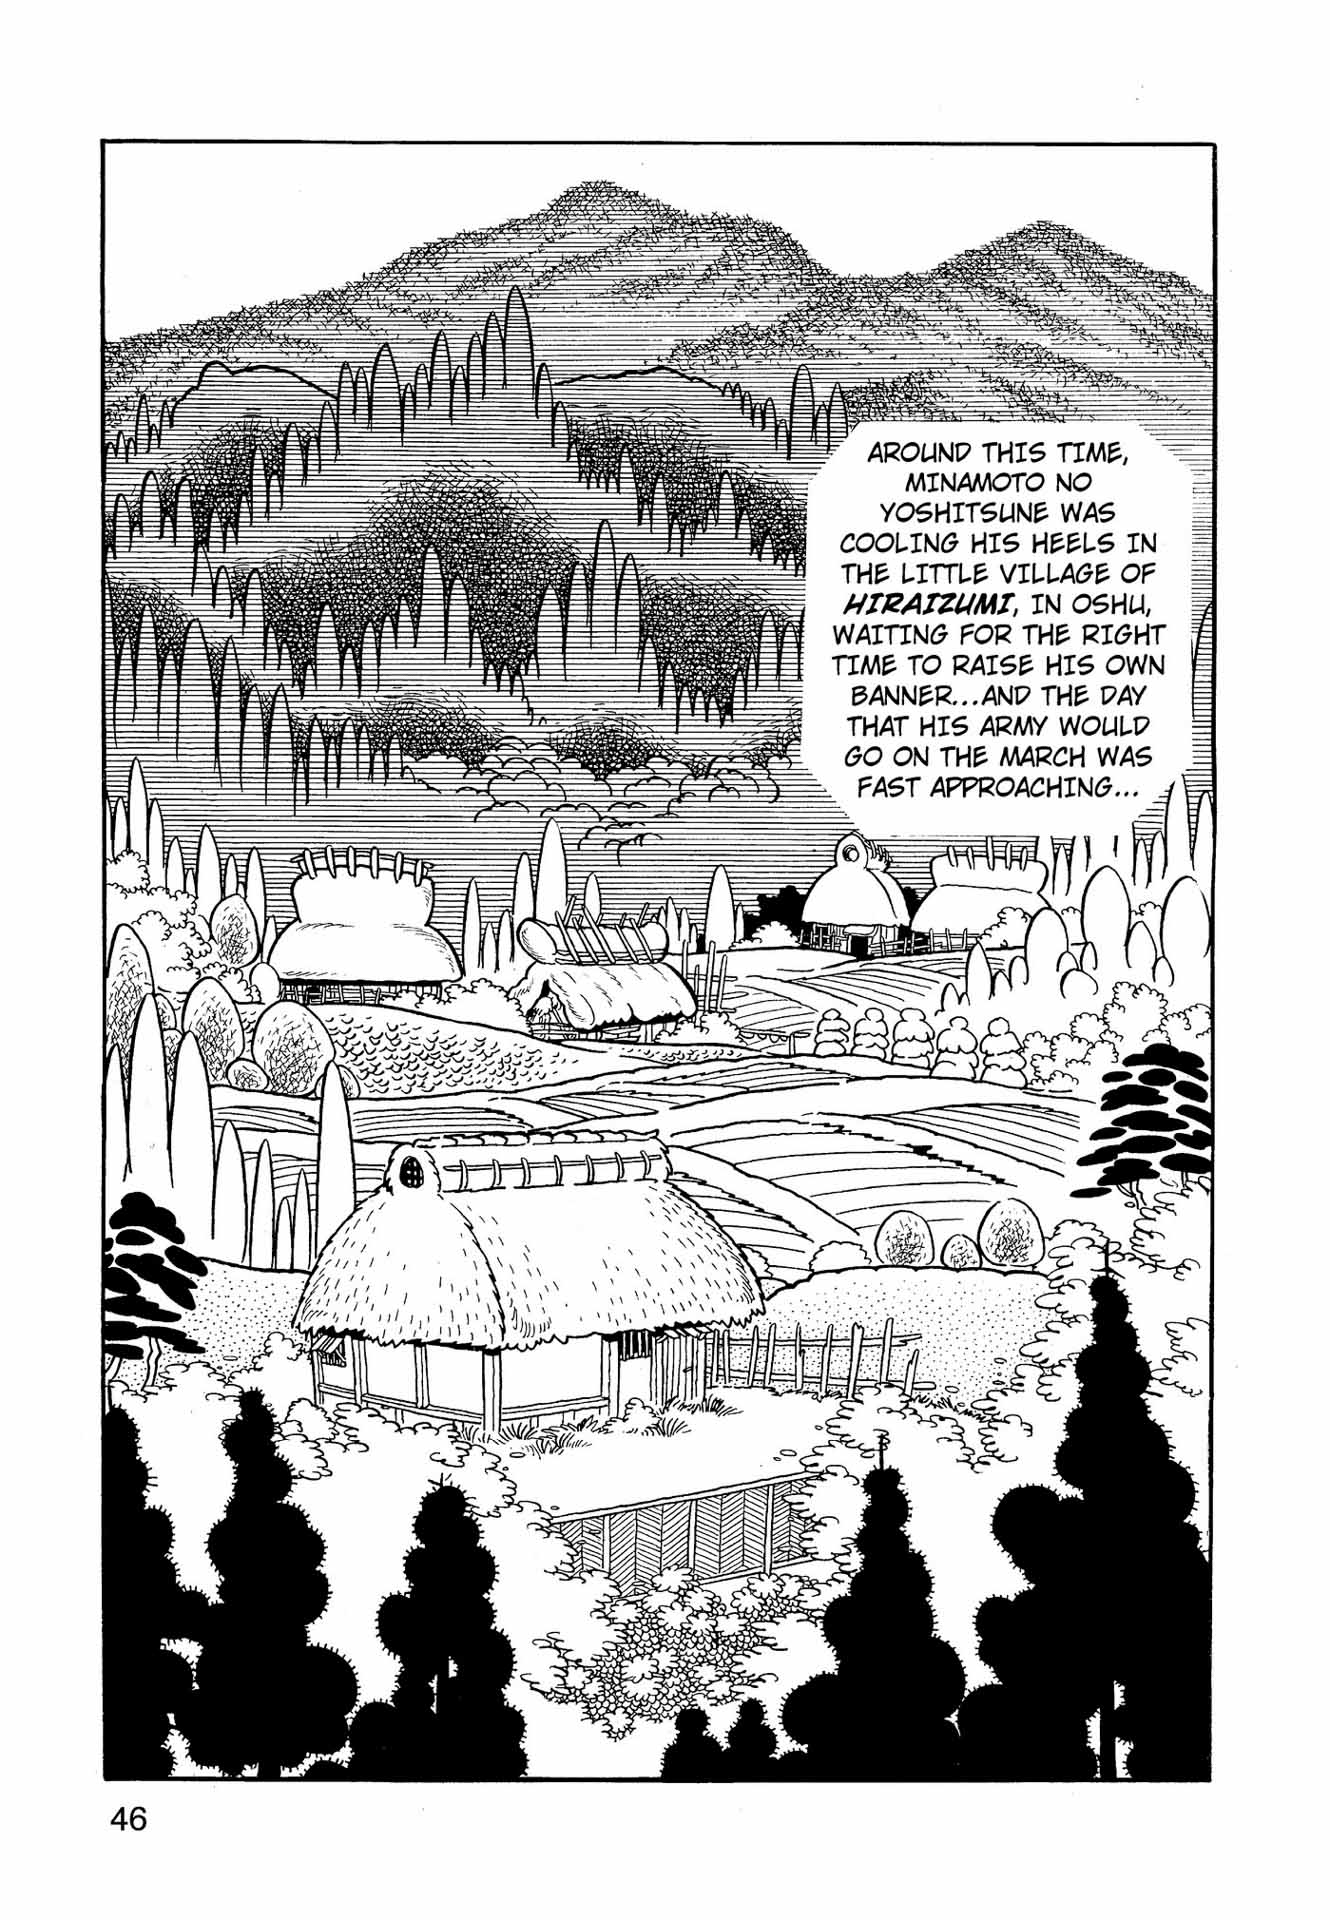 AROUND THIS TIME,
MINAMOTO NO
YOSHITSUNE WAS
COOLING HIS HEELS IN
THE LITTLE VILLAGE OF
HIRAIZUMI, IN OSHU,
WAITING FOR THE RIGHT
TIME TO RAISE HIS OWN
BANNER...AND THE DAY
THAT HIS ARMY WOULD
GO ON THE MARCH WAS
FAST APPROACHING...
46